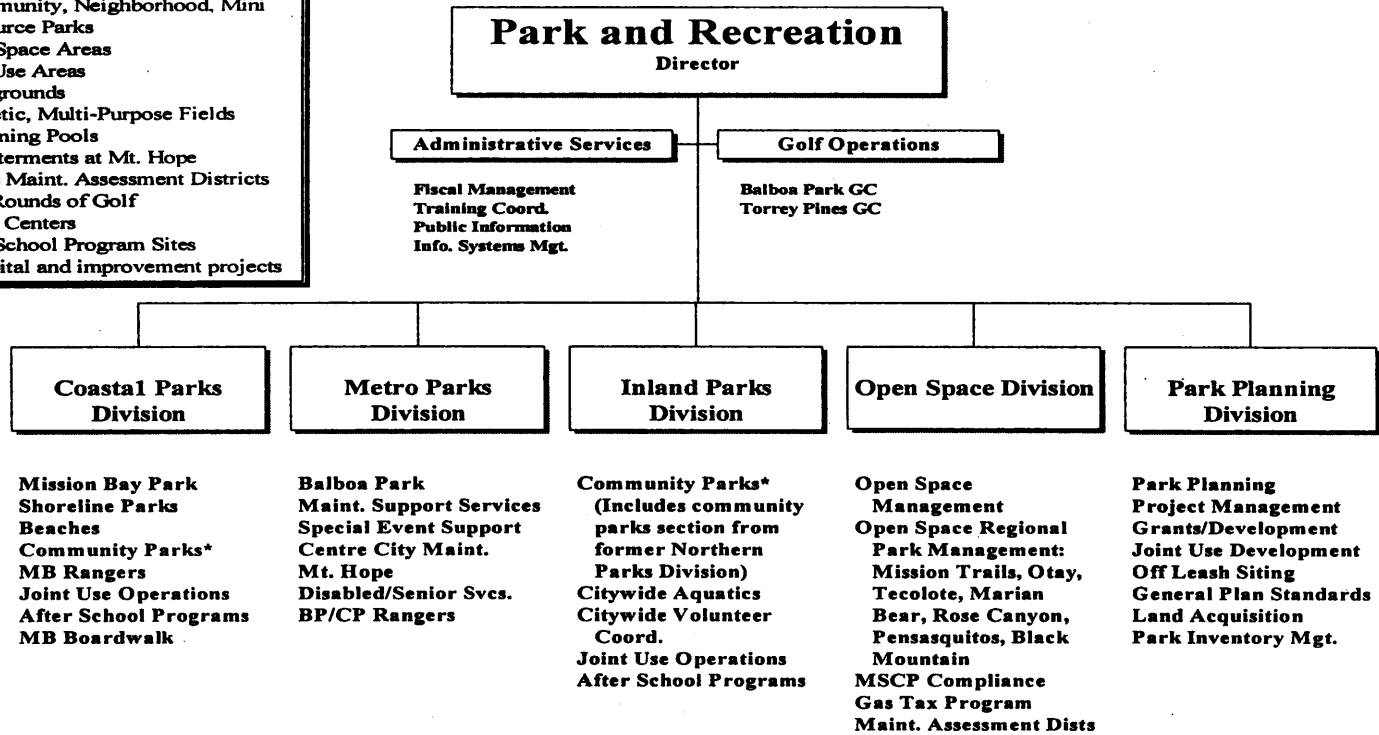 Community, Neighborhood, Mini
Parks
Space Areas
Use Areas
Multi-Purpose Fields
Pools
at Mt. Hope
Maint. Assessment Districts
Rounds of Golf
Centers
School Program Sites
and improvement projects
Park and Recreation
Director
Administrative Services
Fiscal Management
Training Coord.
Public Information
Info. Systems Mgt.
Golf Operations
Balboa Park GC
Torrey Pines GC
Coastal Parks
Division
Mission Bay Park
Shoreline Parks
Beaches
Community Parks*
MB Rangers
Joint Use Operations
After School Programs
MB Boardwalk
Metro Parks
Division
Balboa Park
Maint. Support Services
Special Event Support
Centre City Maint.
Mt. Hope
Disabled/Senior Svcs.
BP/CP Rangers
Inland Parks
Division
Community Parks*
(Includes community
parks section from
former Northern
Parks Division)
Citywide Aquatics
Citywide Volunteer
Coord.
Joint Use Operations
After School Programs
Open Space Division
Open Space
Management
Open Space Regional
Park Management:
Mission Trails, Otay,
Tecolote, Marian
Bear, Rose Canyon,
Pensasquitos, Black
Mountain
MSCP Compliance
Gas Tax Program
Maint. Assessment Dists
Park Planning
Division
Park Planning
Project Management
Grants/Development
Joint Use Development
Off Leash Siting
General Plan Standards
Land Acquisition
Park Inventory Mgt.